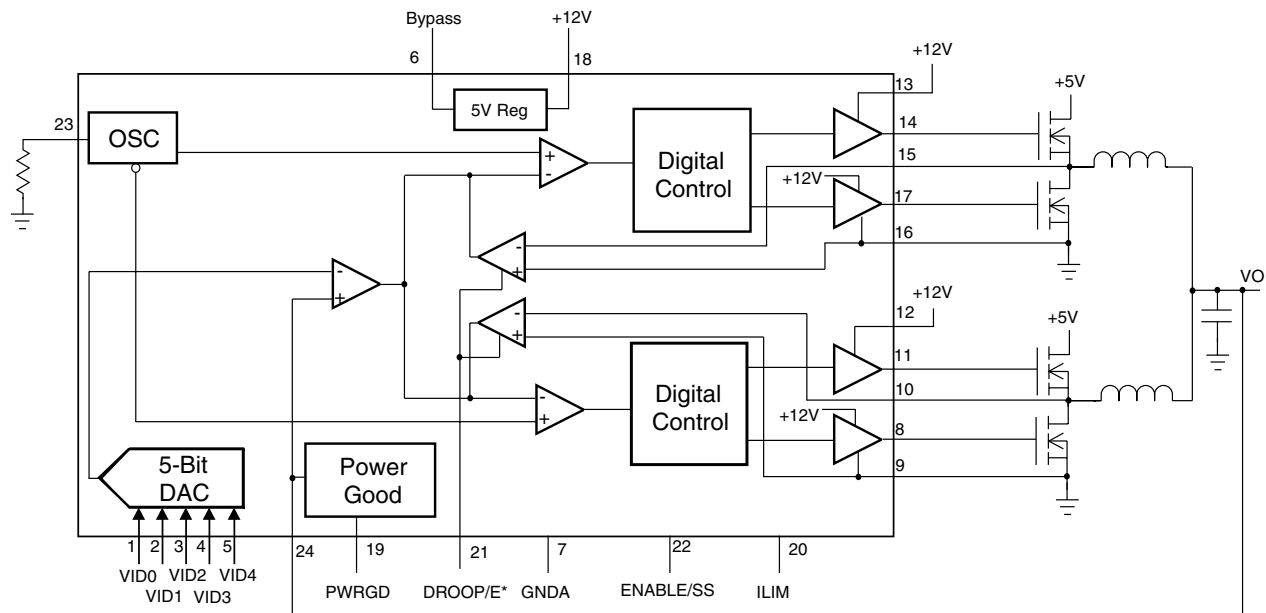 Bypass
+12V
6
18
+12V
13
+5V
5V Reg
23
OSC
14
+
-
Digital
Control
15
+12V
17
-
+
16
-
+
VO
+12V
12
-
+
+5V
11
-
+
Digital
Control
10
+12V
8
9
5-Bit
DAC
Power
Good
1
2
3
4
5
24
19
21
7
22
20
VID0
VID2
VID4
VID1
VID3
PWRGD
DROOP/E*
GNDA
ENABLE/SS
ILIM